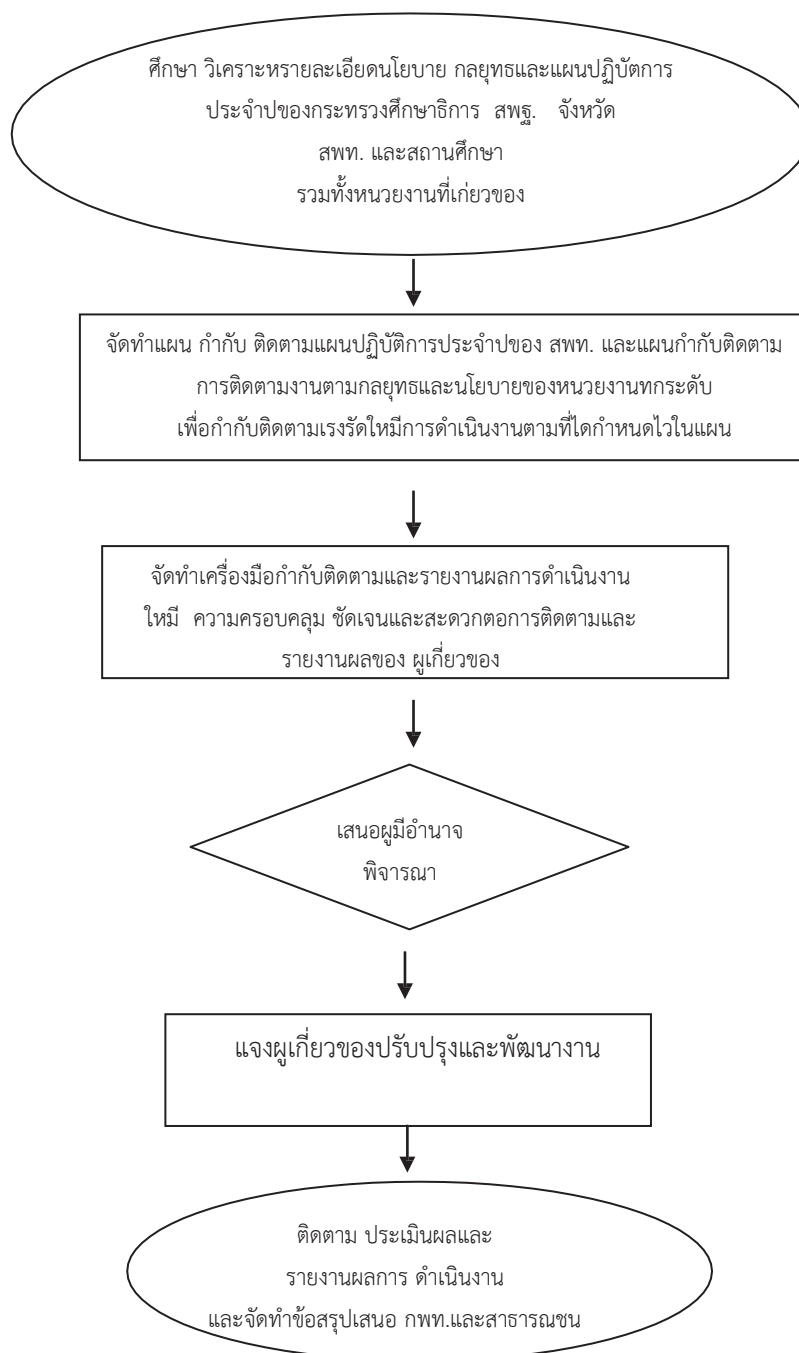 ศึกษา วิเคราะหรายละเอียดนโยบาย กลยุทธและแผนปฏิบัตการ
ประจำปของกระทรวงศึกษาธิการ สพฐ. จังหวัด
สพท. และสถานศึกษา
รวมทั้งหนวยงานที่เก่ยวของ
จัดทำแผน กำกับ ติดตามแผนปฏิบัติการประจำปของ สพท. และแผนกำกับติดตาม
การติดตามงานตามกลยุทธและนโยบายของหนวยงานทกระดับ
เพื่อกำกับติดตามเรงรัดใหมีการดำเนินงานตามที่ไดกำหนดไวในแผน
จัดทำเครื่องมือกำกับติดตามและรายงานผลการดำเนินงาน
ใหมี ความครอบคลุม ชัดเจนและสะดวกตอการติดตามและ
รายงานผลของ ผูเกี่ยวของ
เสนอผูมีอำนาจ
พิจารณา
แจงผูเกี่ยวของปรับปรุงและพัฒนางาน
ติดตาม ประเมินผลและ
รายงานผลการ ดำเนินงาน
และจัดทำข้อสรุปเสนอ กพท.และสาธารณชน